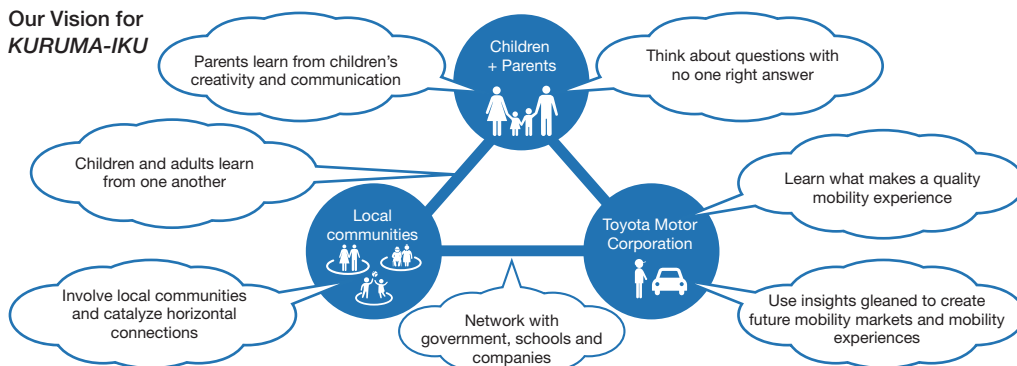 Our Vision for
KURUMA-IKU
Children
+ Parents
Parents learn from children's
creativity and communication
Think about questions with
no one right answer
Children and adults learn
from one another
Learn what makes a quality
mobility experience
Local
communities
Toyota Motor
Corporation
Involve local communities
and catalyze horizontal
connections
Network with
government, schools and
companies
Use insights gleaned to create
future mobility markets and mobility
experiences